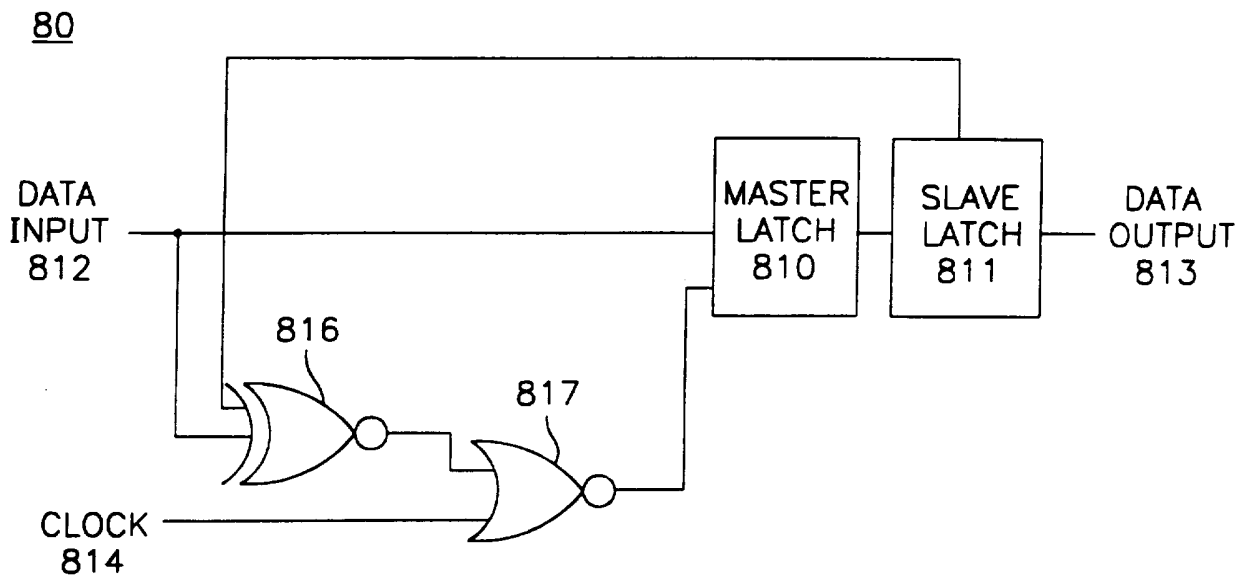 80
DATA
INPUT
812
MASTER
LATCH
810
SLAVE
LATCH
811
DATA
OUTPUT
813
816
817
CLOCK
814